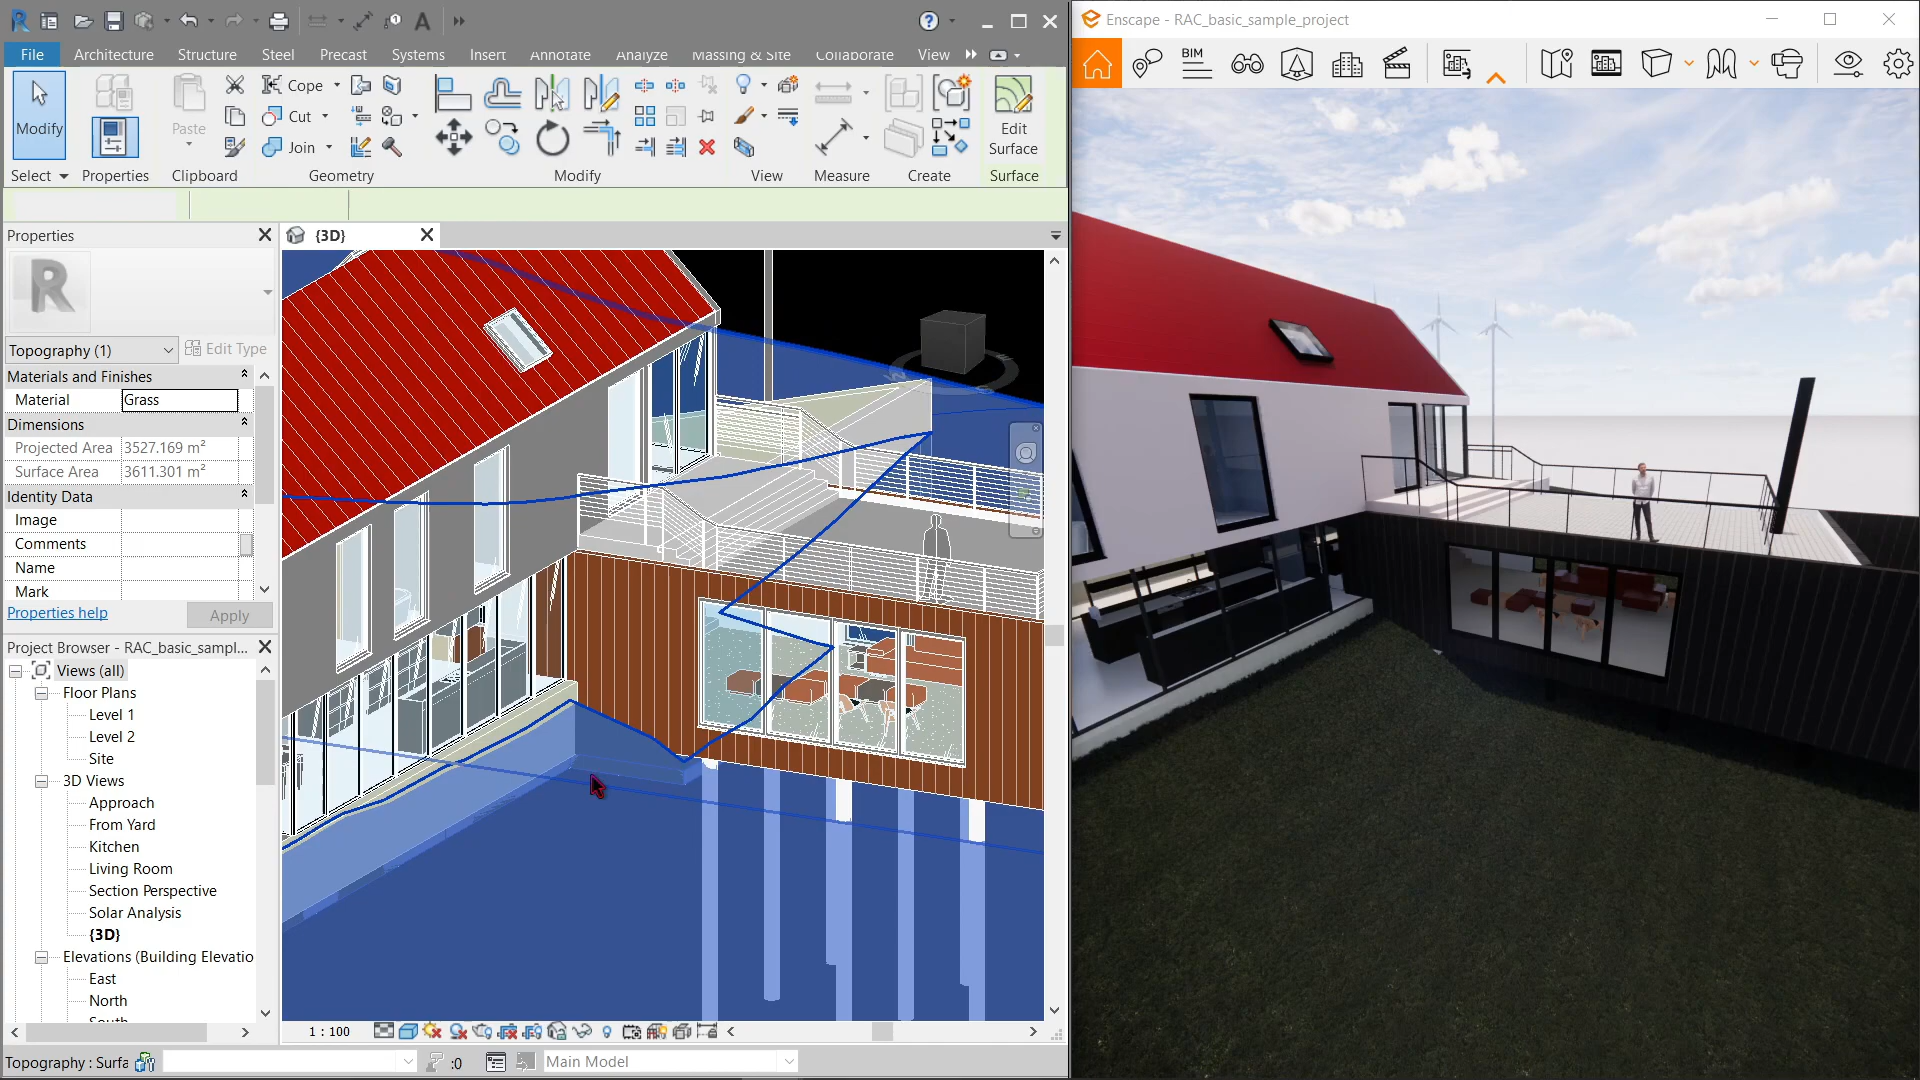 Enscape - RAC_basic_sample_project
File
Architecture
Structure
Steel
Precast
Systems
Insert
Annotate
Analyze
Massing & Site
Collaborate
View
BIM
Modify
Paste
Cope
Cut
Join
Edit
Surface
Select
Properties
Clipboard
Geometry
Modify
View
Measure
Create
Surface
Properties
{3D}
Topography (1)
Edit Type
Materials and Finishes
Material Grass
Dimensions
Projected Area 3527.169 m²
Surface Area 3611.301 m²
Identity Data
Image
Comments
Name
Mark
Properties help
Apply
Project Browser - RAC_basic_sampl...
Views (all)
Floor Plans
Level 1
Level 2
Site
3D Views
Approach
From Yard
Kitchen
Living Room
Section Perspective
Solar Analysis
{3D}
Elevations (Building Elevatio
East
North
South
1 : 100
Topography : Surfa
:0
Main Model